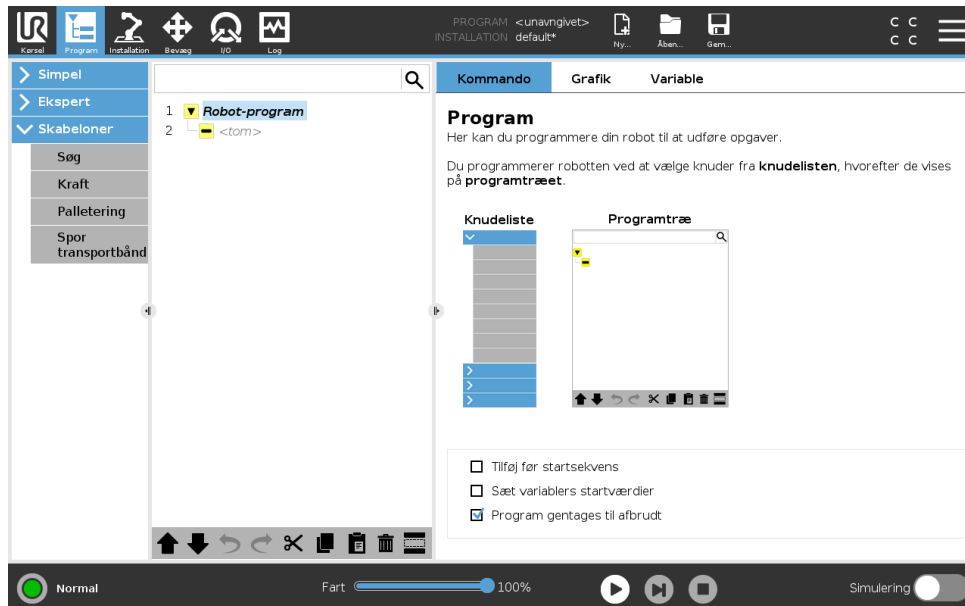 UR
PROGRAM <unavngivet>
INSTALLATION default*
Kørsel Program Installation Bevæg I/O Log
Ny... Åben... Gem...
C C
C C
Simpel
Ekspert
Skabeloner
Søg
Kraft
Palletering
Spor
transportbånd
1 Robot-program
2 <tom>
Kommando Grafik Variable
Program
Her kan du programmere din robot til at udføre opgaver.
Du programmerer robotten ved at vælge knuder fra knudelisten, hvorefter de vises
på programtræet.
Knudeliste Programtræ
Tilføj før startsekvens
Sæt variablers startværdier
Program gentages til afbrudt
Normal
Fart 100%
Simulering